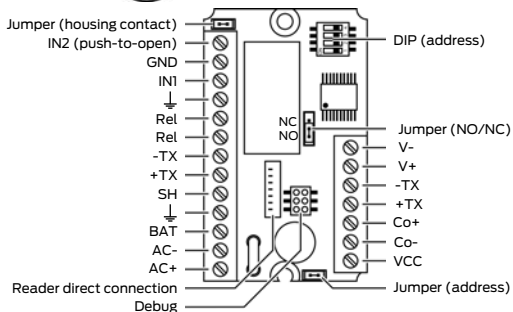 Jumper (housing contact)
IN2 (push-to-open)
GND
IN1
Rel
Rel
-TX
+TX
SH
BAT
AC-
AC+
Reader direct connection
Debug
NC
NO
DIP (address)
Jumper (NO/NC)
V-
V+
-TX
+TX
Co+
Co-
VCC
Jumper (address)